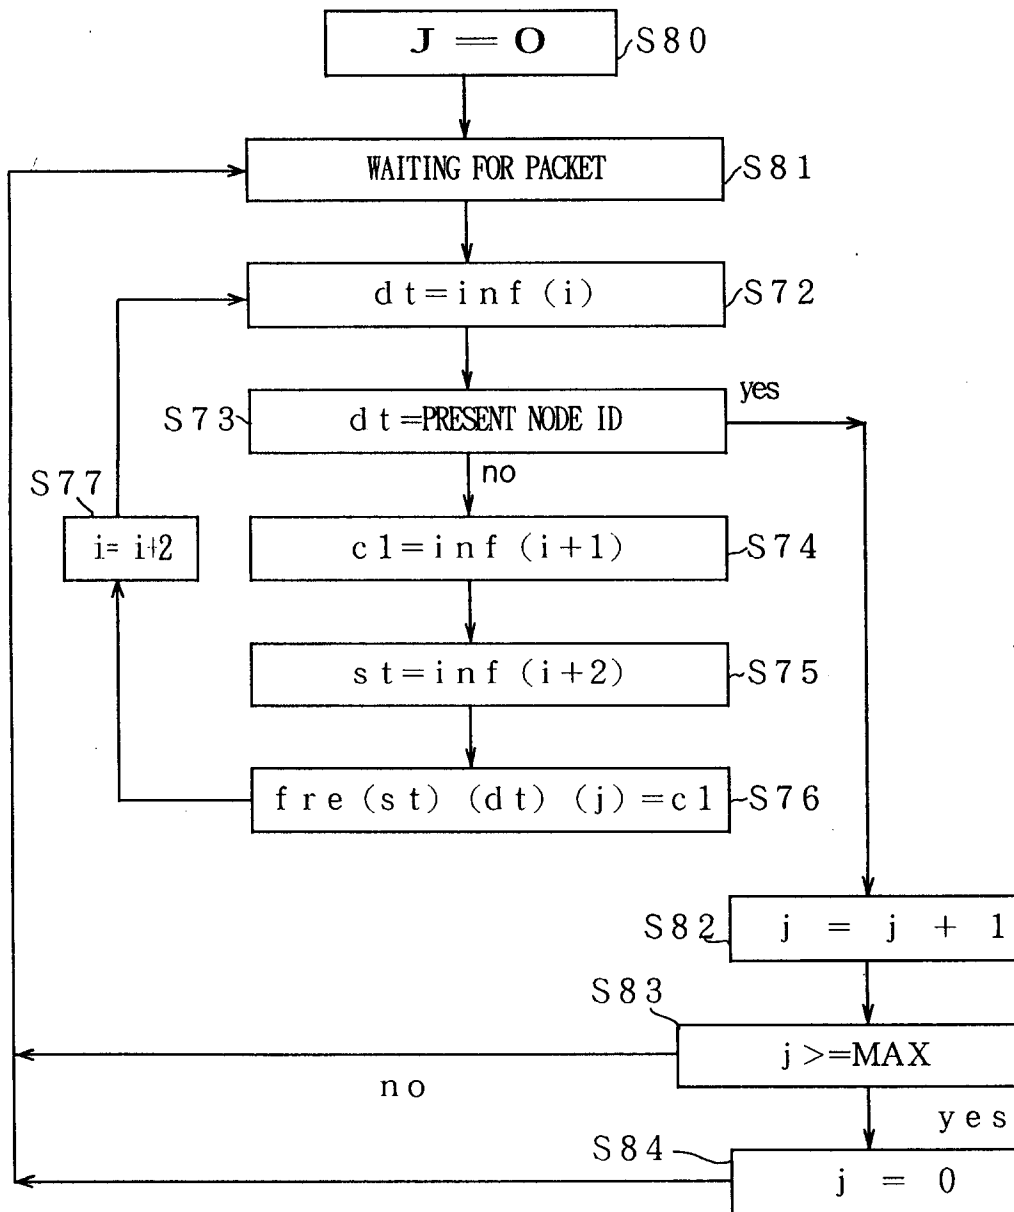 J = O
S80
WAITING FOR PACKET
S81
dt=inf (i)
S72
S73
dt=PRESENT NODE ID
yes
no
S77
i= i+2
c1=inf (i+1)
S74
st=inf (i+2)
S75
fre (st) (dt) (j) =c1
S76
S82
j = j + 1
S83
j>=MAX
no
yes
S84
j = 0